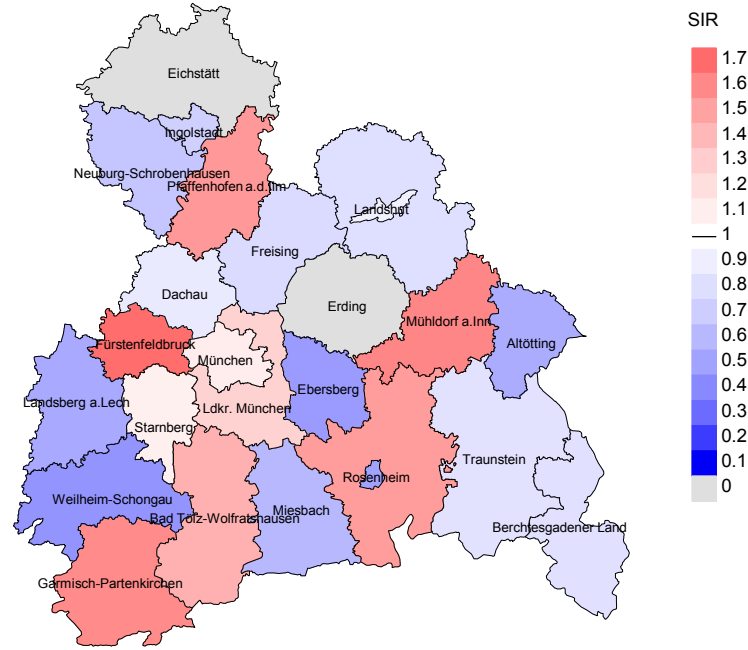 SIR
1.7
1.6
1.5
1.4
1.3
1.2
1.1
1
0.9
0.8
0.7
0.6
0.5
0.4
0.3
0.2
0.1
0
Eichstätt
Ingolstadt
Neuburg-Schrobenhausen
Pfaffenhofen a.d.Ilm
Landshut
Freising
Dachau
Erding
Mühldorf a.Inn
Fürstenfeldbruck
Altötting
München
Ebersberg
Landsberg a.Lech
Ldkr. München
Starnberg
Traunstein
Rosenheim
Weilheim-Schongau
Miesbach
Bad Tölz-Wolfratshausen
Berchtesgadener Land
Garmisch-Partenkirchen